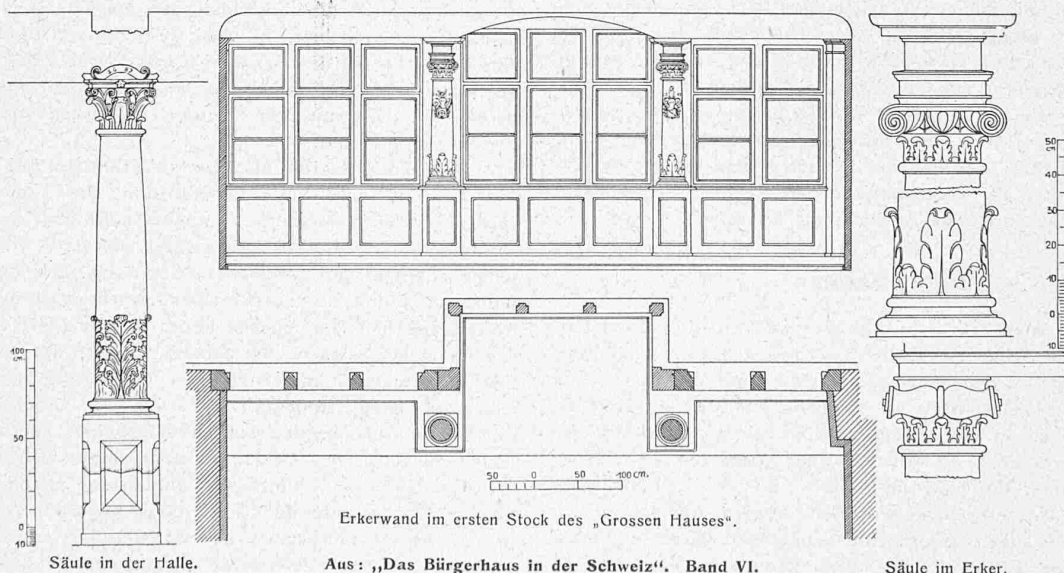 50
40
30
20
10
0
10
100
cm
50
0
10
50 0 50 100 cm.
Erkerwand im ersten Stock des „Grossen Hauses“.
Säule in der Halle.
Aus: „Das Bürgerhaus in der Schweiz“. Band VI.
Säule im Erker.